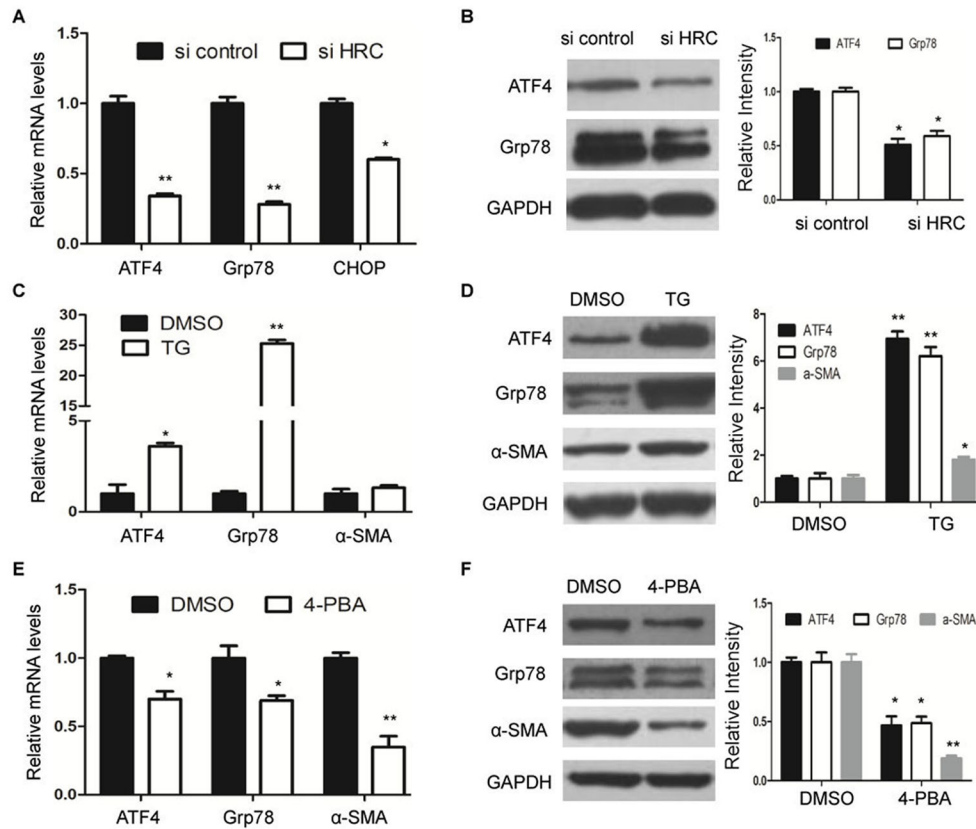 A
Relative mRNA levels
1.5
1.0
0.5
0.0
si control
si HRC
**
**
*
ATF4
Grp78
CHOP
B
si control
si HRC
ATF4
Grp78
GAPDH
Relative Intensity
ATF4
Grp78
1.5
1.0
0.5
0.0
*
*
si control
si HRC
C
Relative mRNA levels
DMSO
TG
30
25
20
15
10
5
0
*
**
ATF4
Grp78
α-SMA
D
DMSO
TG
ATF4
Grp78
α-SMA
GAPDH
Relative Intensity
8
6
4
2
0
ATF4
Grp78
a-SMA
**
**
*
DMSO
TG
E
Relative mRNA levels
1.5
1.0
0.5
0.0
DMSO
4-PBA
*
*
**
ATF4
Grp78
α-SMA
F
DMSO
4-PBA
ATF4
Grp78
α-SMA
GAPDH
Relative Intensity
1.5
1.0
0.5
0.0
ATF4
Grp78
a-SMA
*
*
**
DMSO
4-PBA